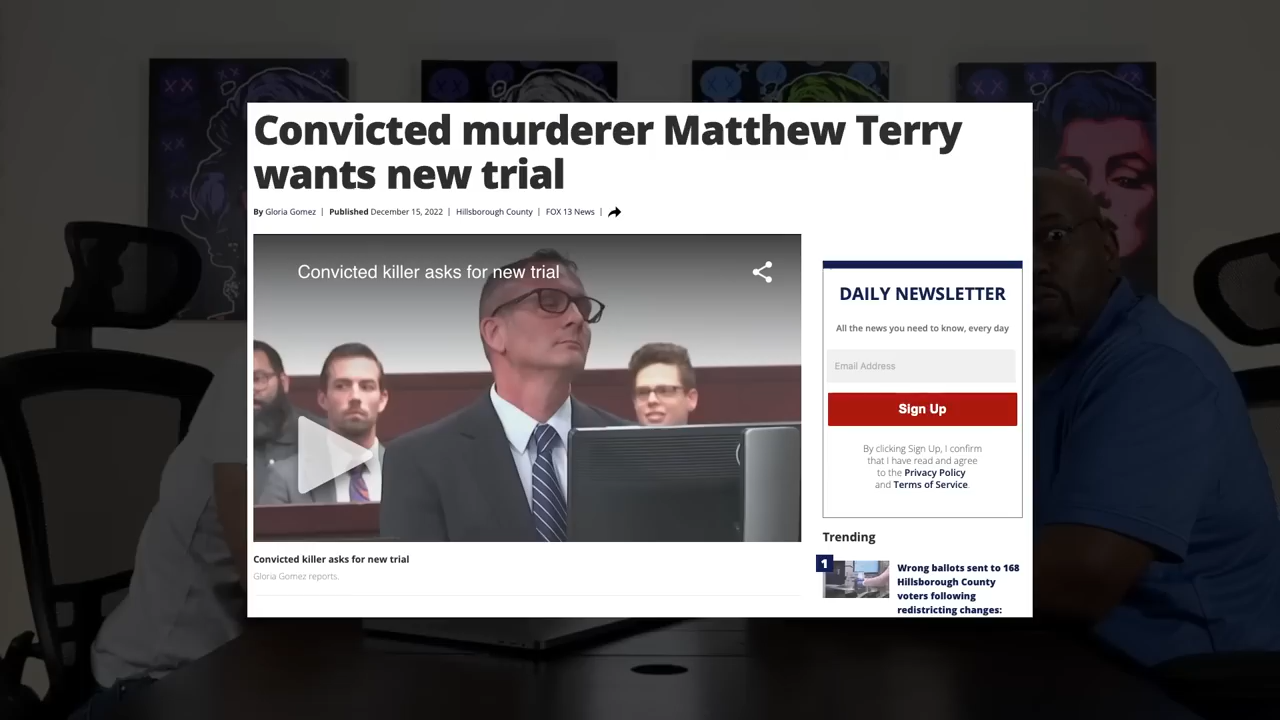 Convicted murderer Matthew Terry
wants new trial
By Gloria Gomez | Published December 15, 2022 | Hillsborough County | FOX 13 News |
Convicted killer asks for new trial
DAILY NEWSLETTER
All the news you need to know, every day
Email Address
Sign Up
By clicking Sign Up, I confirm
that I have read and agree
to the Privacy Policy
and Terms of Service.
Convicted killer asks for new trial
Gloria Gomez reports.
Trending
1
Wrong ballots sent to 168
Hillsborough County
voters following
redistricting changes: